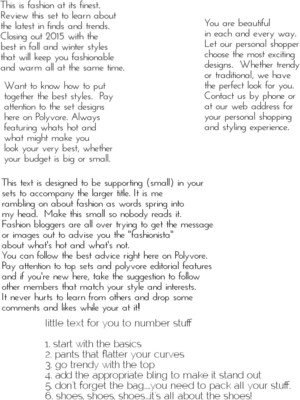 This is fashion at its finest.
Review this set to learn about
the latest in finds and trends.
Closing out 2015 with the
best in fall and winter styles
that will keep you fashionable
and warm all at the same time.
You are beautiful
in each and every way.
Let our personal shopper
choose the most exciting
designs. Whether trendy
or traditional, we have
the perfect look for you.
Contact us by phone or
at our web address for
your personal shopping
and styling experience.
Want to know how to put
together the best styles. Pay
attention to the set designs
here on Polyvore. Always
featuring whats hot and
what might make you
look your very best, whether
your budget is big or small.
This text is designed to be supporting (small) in your
sets to accompany the larger title. It is me
rambling on about fashion as words spring into
my head. Make this small so nobody reads it.
Fashion bloggers are all over trying to get the message
or images out to advise you the "fashionista"
about what's hot and what's not.
You can follow the best advice right here on Polyvore.
Pay attention to top sets and polyvore editorial features
and if you're new here, take the suggestion to follow
other members that match your style and interests.
It never hurts to learn from others and drop some
comments and likes while your at it!!
little text for you to number stuff
1. start with the basics
2. pants that flatter your curves
3. go trendy with the top
4. add the appropriate bling to make it stand out
5. don't forget the bag....you need to pack all your stuff.
6. shoes, shoes, shoes...it's all about the shoes!